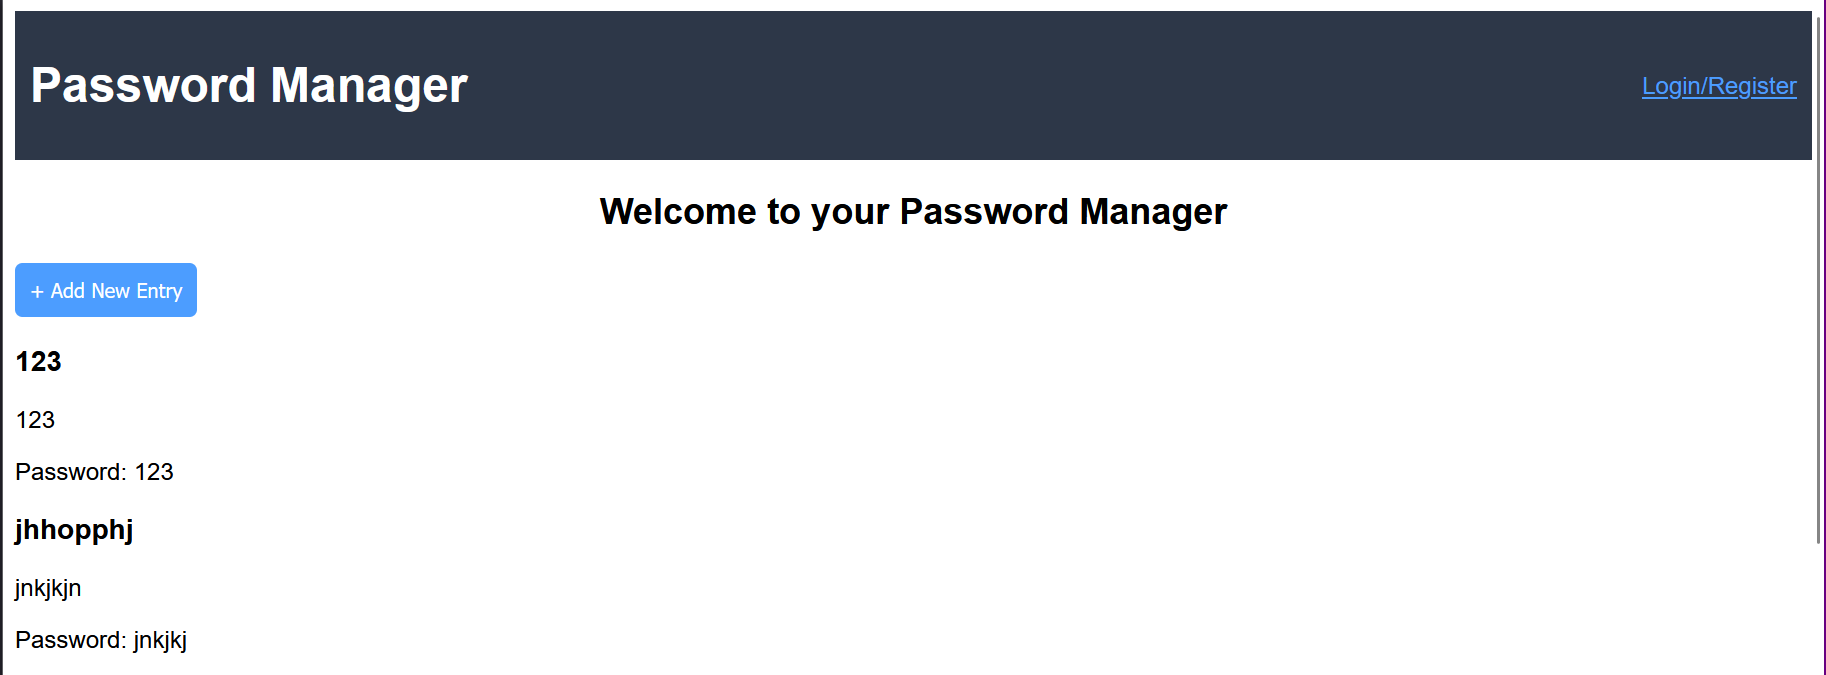 Password Manager
Login/Register
Welcome to your Password Manager
+ Add New Entry
123
123
Password: 123
jhhopphj
jnkjkjn
Password: jnkjkj